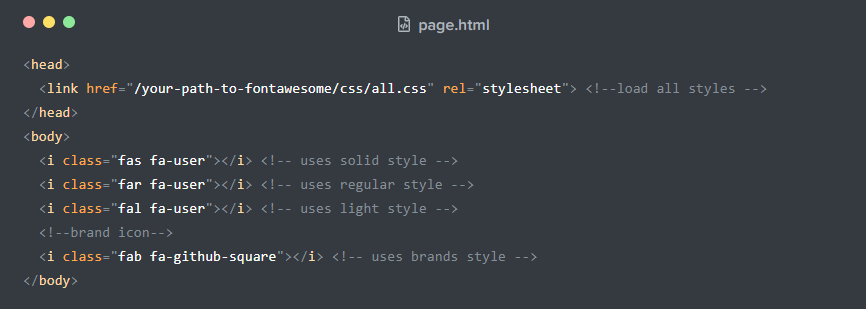 page.html
<head>
<link href="/your-path-to-fontawesome/css/all.css" rel="stylesheet"> <!--load all styles -->
</head>
<body>
<i class="fas fa-user"></i> <!-- uses solid style -->
<i class="far fa-user"></i> <!-- uses regular style -->
<i class="fal fa-user"></i> <!-- uses light style -->
<!--brand icon-->
<i class="fab fa-github-square"></i> <!-- uses brands style -->
</body>